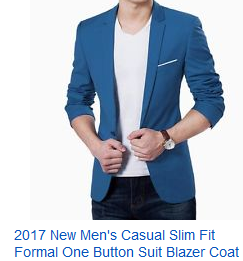 2017 New Men's Casual Slim Fit
Formal One Button Suit Blazer Coat